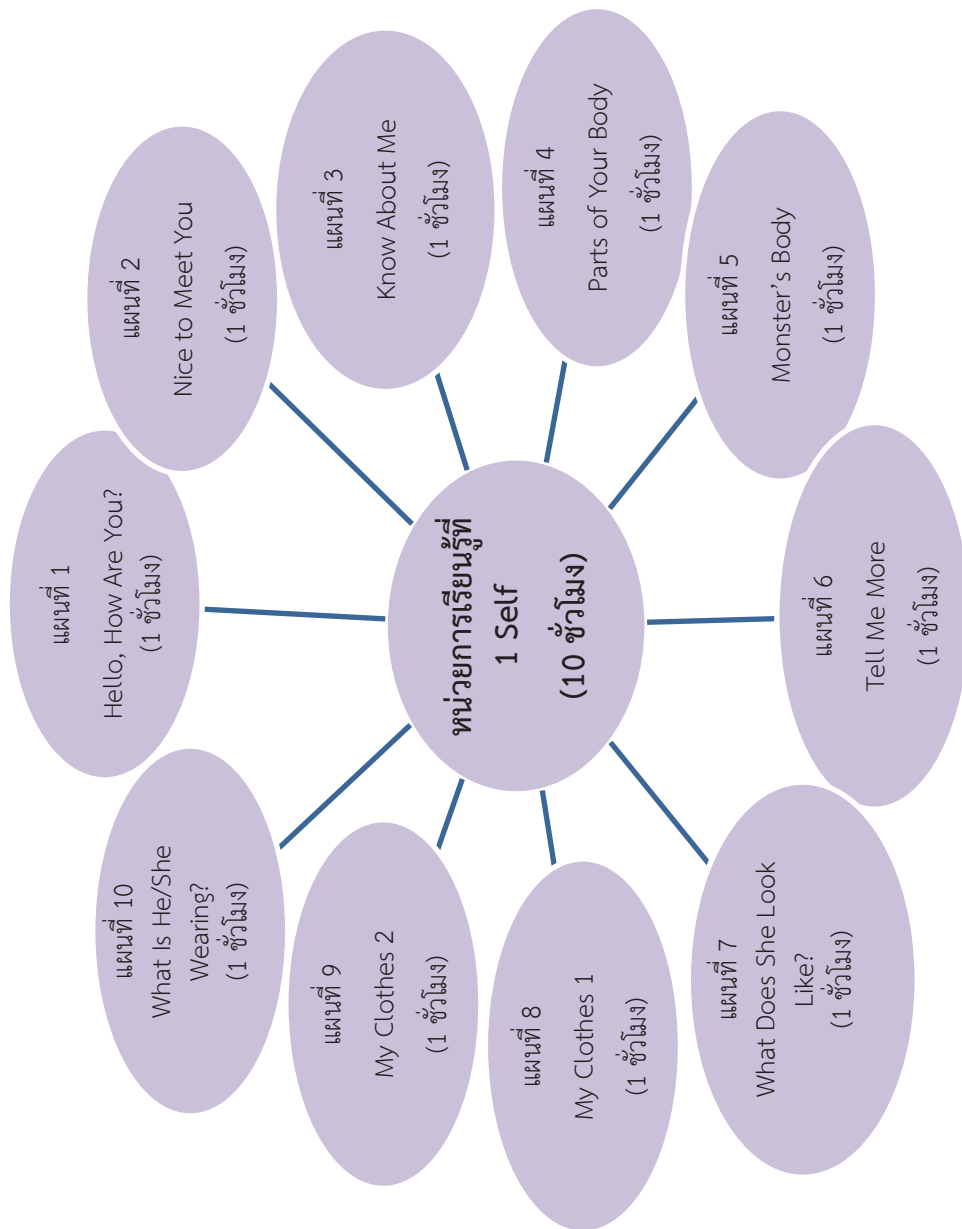 หน่วยการเรียนรู้ที่
1 Self
(10 ชั่วโมง)
แผนที่ 1
Hello, How Are You?
(1 ชั่วโมง)
แผนที่ 2
Nice to Meet You
(1 ชั่วโมง)
แผนที่ 3
Know About Me
(1 ชั่วโมง)
แผนที่ 4
Parts of Your Body
(1 ชั่วโมง)
แผนที่ 5
Monster’s Body
(1 ชั่วโมง)
แผนที่ 6
Tell Me More
(1 ชั่วโมง)
แผนที่ 7
What Does She Look
Like?
(1 ชั่วโมง)
แผนที่ 8
My Clothes 1
(1 ชั่วโมง)
แผนที่ 9
My Clothes 2
(1 ชั่วโมง)
แผนที่ 10
What Is He/She
Wearing?
(1 ชั่วโมง)